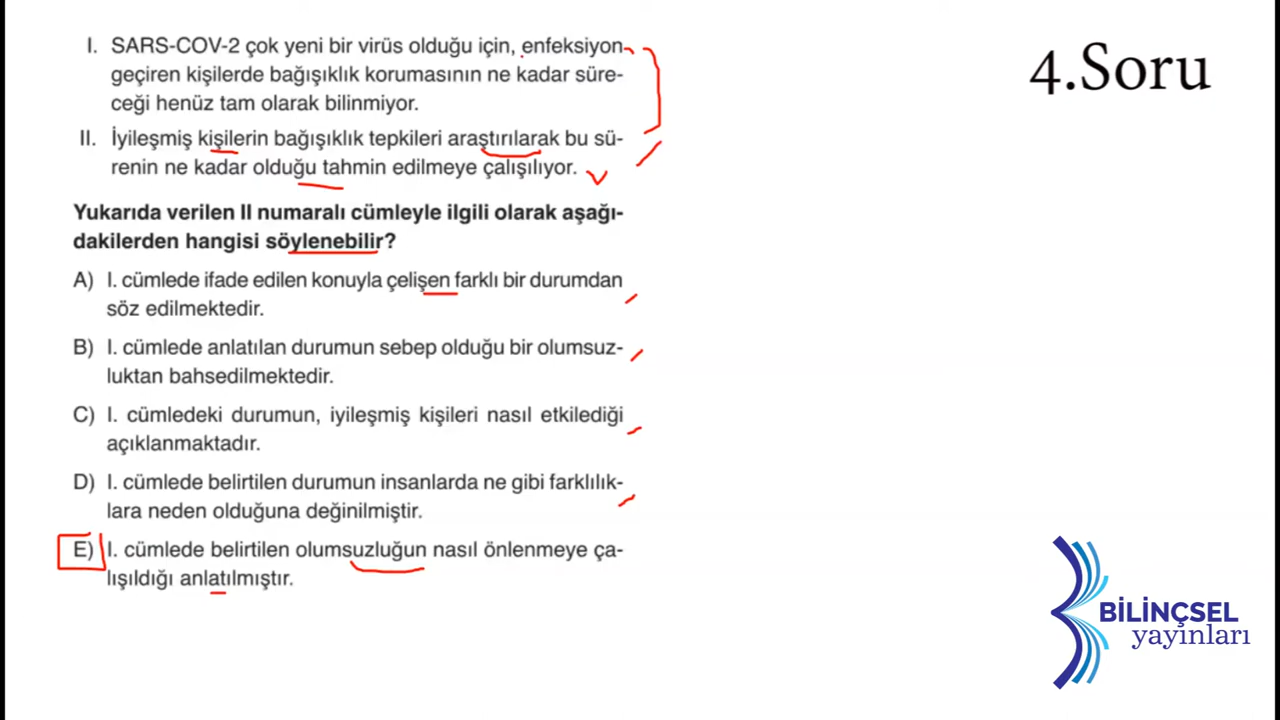 4.Soru
I. SARS-COV-2 çok yeni bir virüs olduğu için, enfeksiyon
geçiren kişilerde bağışıklık korumasının ne kadar süre-
ceği henüz tam olarak bilinmiyor.
II. İyileşmiş kişilerin bağışıklık tepkileri araştırılarak bu sü-
renin ne kadar olduğu tahmin edilmeye çalışılıyor.
Yukarıda verilen II numaralı cümleyle ilgili olarak aşağı-
dakilerden hangisi söylenebilir?
A) I. cümlede ifade edilen konuyla çelişen farklı bir durumdan
söz edilmektedir.
B) I. cümlede anlatılan durumun sebep olduğu bir olumsuz-
luktan bahsedilmektedir.
C) I. cümledeki durumun, iyileşmiş kişileri nasıl etkilediği
açıklanmaktadır.
D) I. cümlede belirtilen durumun insanlarda ne gibi farklılık-
lara neden olduğuna değinilmiştir.
E) I. cümlede belirtilen olumsuzluğun nasıl önlenmeye ça-
lışıldığı anlatılmıştır.
BİLİNÇSEL
yayınları